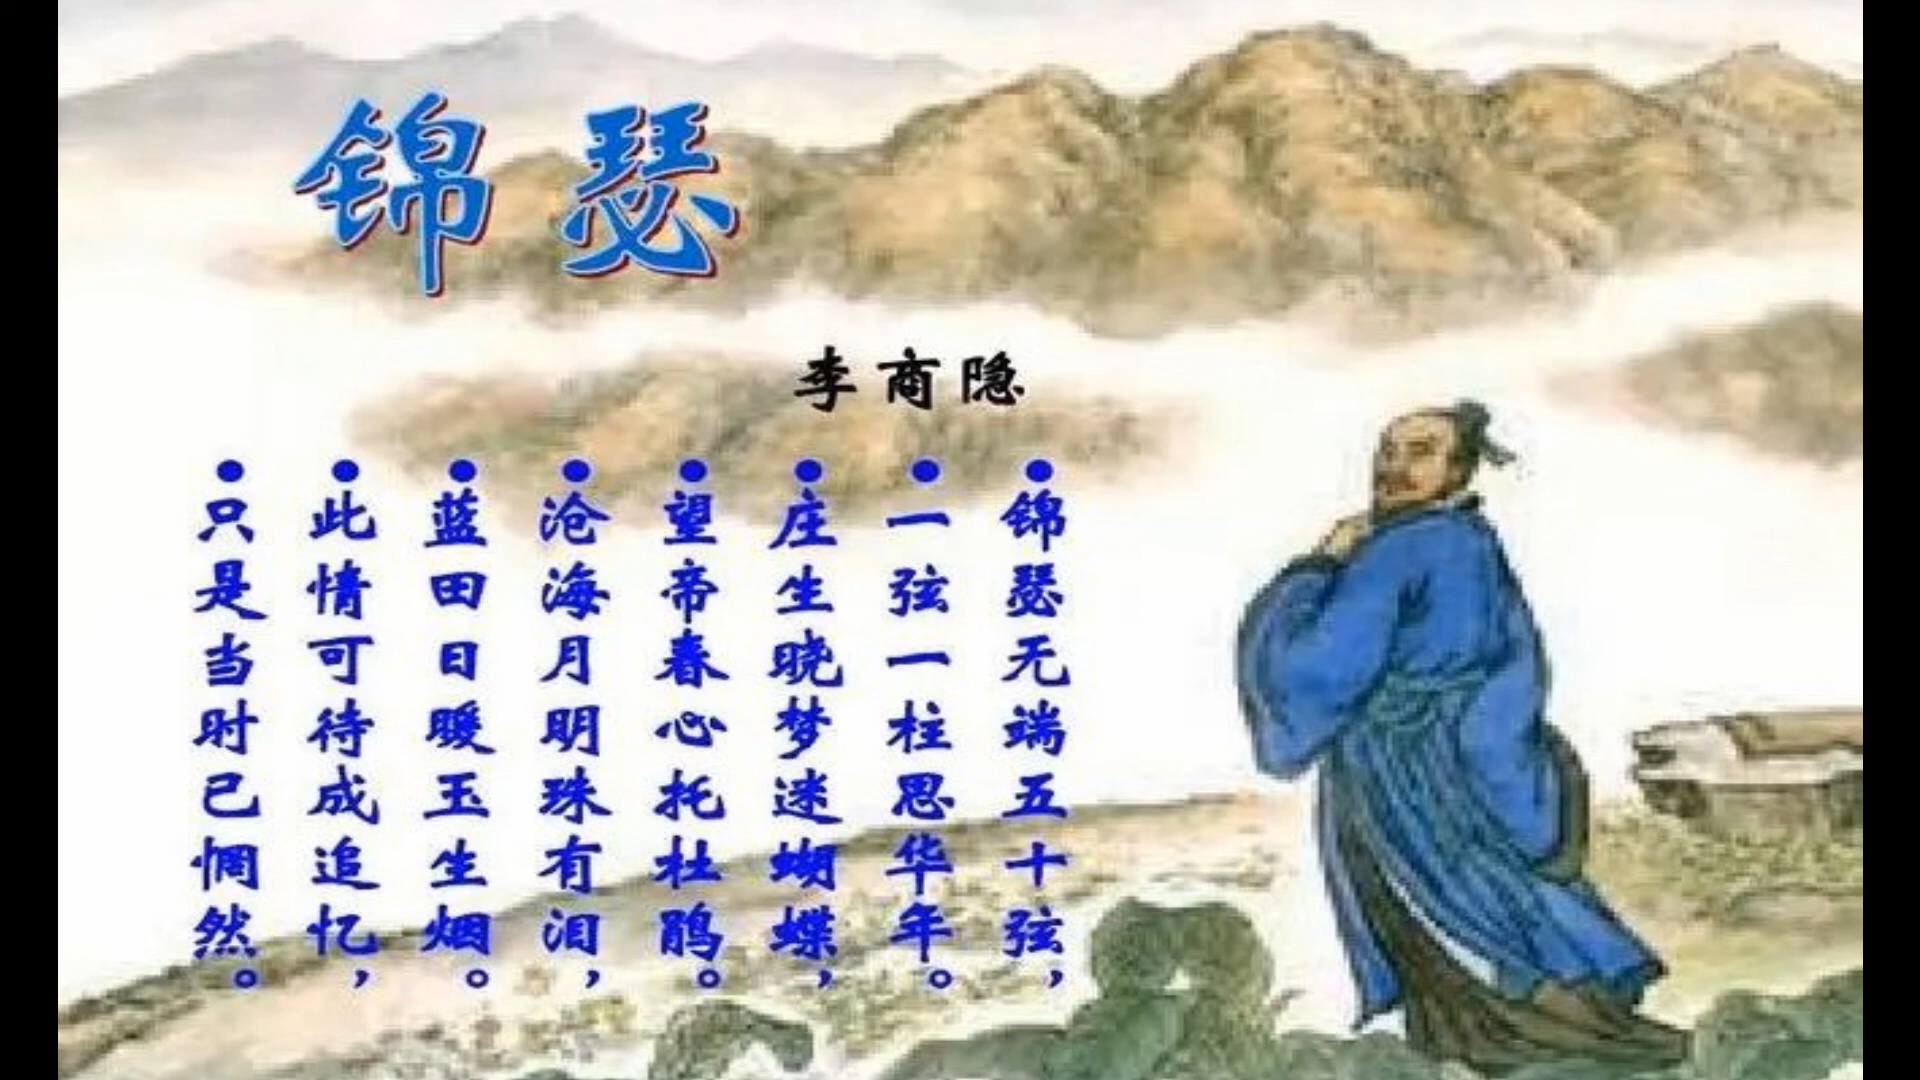 锦瑟
李商隐
•锦瑟无端五十弦，
•一弦一柱思华年。
•庄生晓梦迷蝴蝶，
•望帝春心托杜鹃。
•沧海月明珠有泪，
•蓝田日暖玉生烟。
•此情可待成追忆，
•只是当时已惘然。